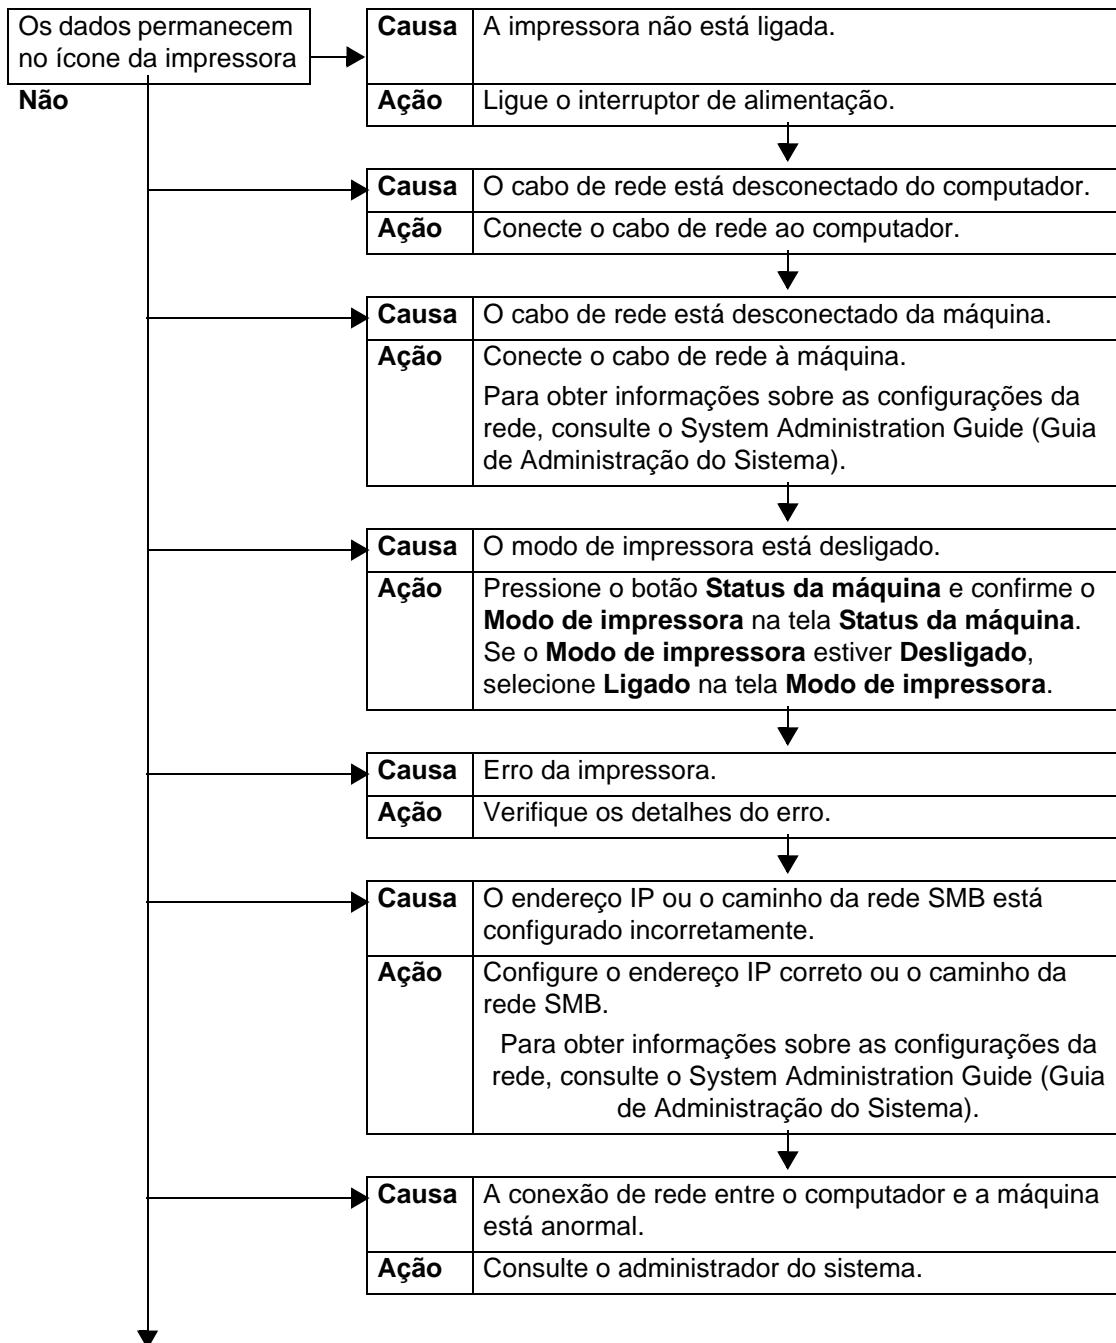 Os dados permanecem
no ícone da impressora
Não
Causa A impressora não está ligada.
Ação Ligue o interruptor de alimentação.
Causa O cabo de rede está desconectado do computador.
Ação Conecte o cabo de rede ao computador.
Causa O cabo de rede está desconectado da máquina.
Ação Conecte o cabo de rede à máquina.
Para obter informações sobre as configurações da
rede, consulte o System Administration Guide (Guia
de Administração do Sistema).
Causa O modo de impressora está desligado.
Ação Pressione o botão Status da máquina e confirme o
Modo de impressora na tela Status da máquina.
Se o Modo de impressora estiver Desligado,
selecione Ligado na tela Modo de impressora.
Causa Erro da impressora.
Ação Verifique os detalhes do erro.
Causa O endereço IP ou o caminho da rede SMB está
configurado incorretamente.
Ação Configure o endereço IP correto ou o caminho da
rede SMB.
Para obter informações sobre as configurações da
rede, consulte o System Administration Guide (Guia
de Administração do Sistema).
Causa A conexão de rede entre o computador e a máquina
está anormal.
Ação Consulte o administrador do sistema.